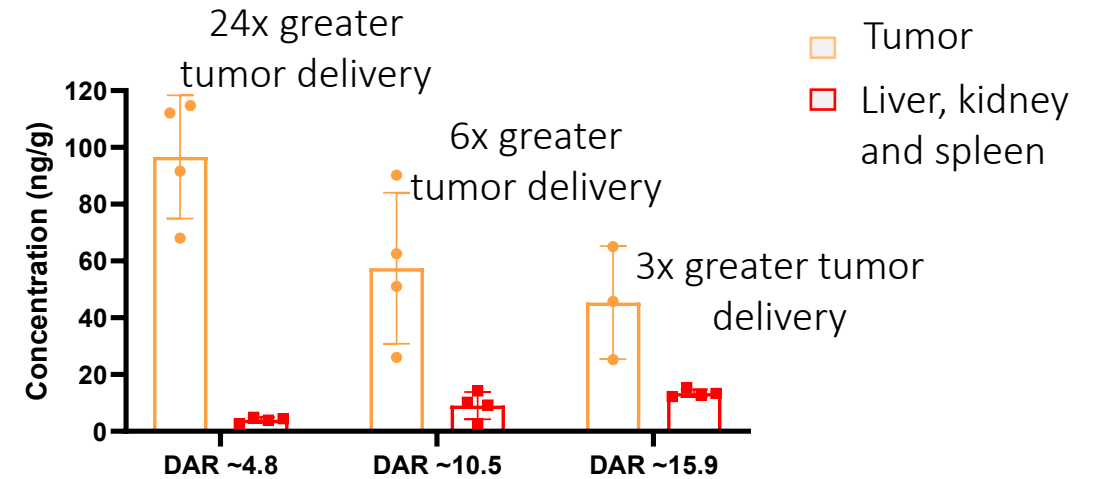 24x greater
tumor delivery
6x greater
tumor delivery
3x greater tumor
delivery
Tumor
Liver, kidney
and spleen
Concentration (ng/g)
120
100
80
60
40
20
0
DAR ~4.8
DAR ~10.5
DAR ~15.9